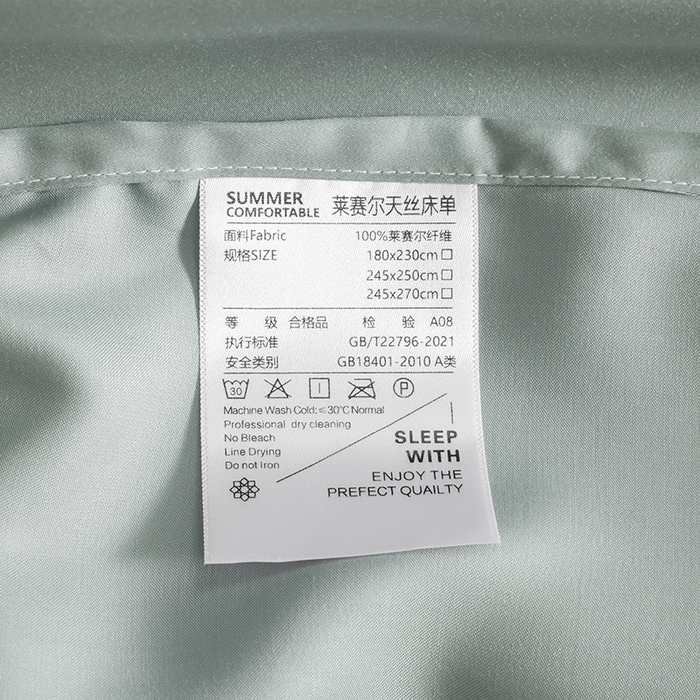 SUMMER
COMFORTABLE 莱赛尔天丝床单
面料Fabric 100%莱赛尔纤维
规格SIZE 180x230cm
245x250cm
245x270cm
等 级 合格品 检 验 A08
执行标准 GB/T22796-2021
安全类别 GB18401-2010 A类
30 P
Machine Wash Cold:≤30℃ Normal
Professional dry cleaning
No Bleach
Line Drying
Do not Iron
SLEEP
WITH
ENJOY THE
PREFECT QUAILTY